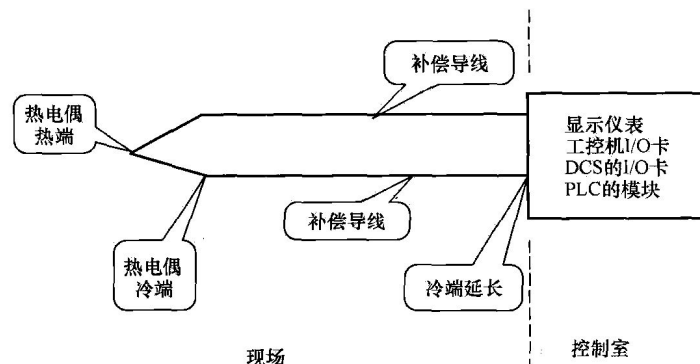 补偿导线
热电偶
热端
显示仪表
工控机I/O卡
DCS的I/O卡
PLC的模块
补偿导线
热电偶
冷端
冷端延长
现场
控制室